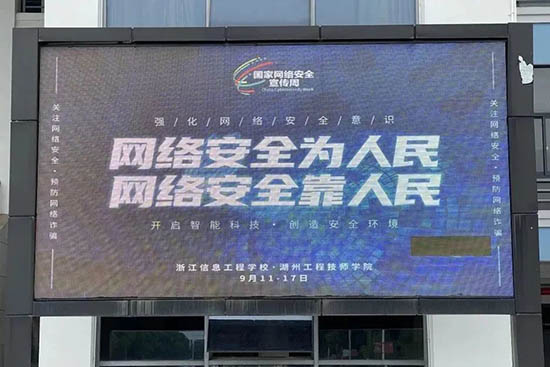 国家网络安全
宣传周
China Cybersecurity Week
强/化/网/络/安/全/意/识
网络安全为人民
网络安全靠人民
开启智能科技·创造安全环境
浙江信息工程学校·湖州工程技师学院
9月11-17日
关注网络安全·预防网络诈骗
关注网络安全·预防网络诈骗